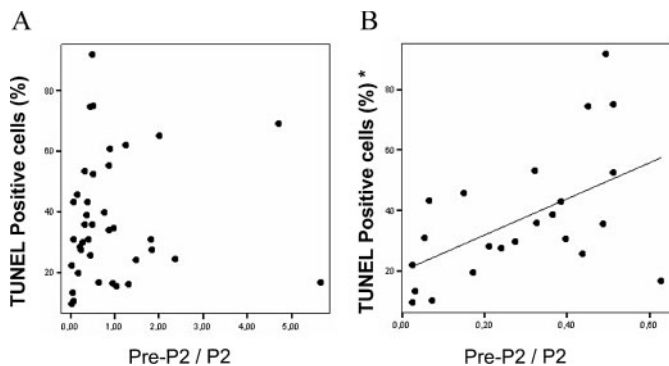 A
B
TUNEL Positive cells (%)
80
60
40
20
0,00 1,00 2,00 3,00 4,00 5,00
Pre-P2 / P2
TUNEL Positive cells (%) *
80
60
40
20
0,00 0,20 0,40 0,60
Pre-P2 / P2